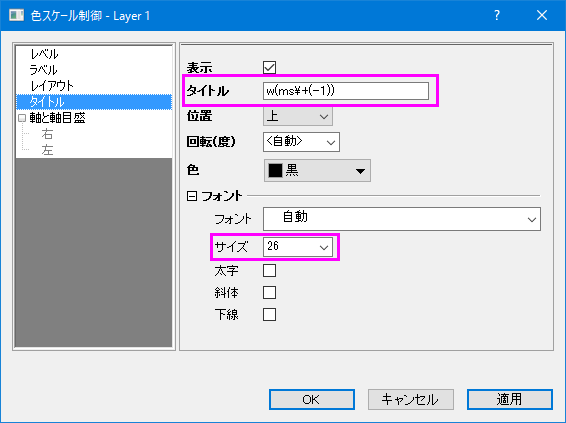 色スケール制御 - Layer 1
レベル
ラベル
レイアウト
タイトル
軸と軸目盛
右
左
表示
タイトル w(ms¥+(−1))
位置 上
回転(度) <自動>
色 黒
フォント
フォント 自動
サイズ 26
太字
斜体
下線
OK キャンセル 適用